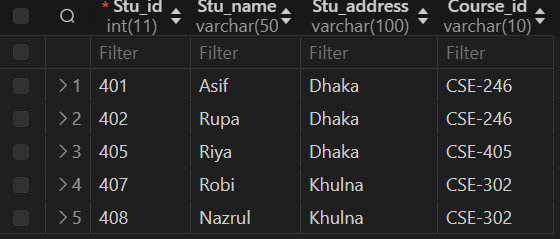 * Stu_id Stu_name Stu_address Course_id
int(11) varchar(50 varchar(100) varchar(10)
Filter Filter Filter Filter
1 401 Asif Dhaka CSE-246
2 402 Rupa Dhaka CSE-246
3 405 Riya Dhaka CSE-405
4 407 Robi Khulna CSE-302
5 408 Nazrul Khulna CSE-302